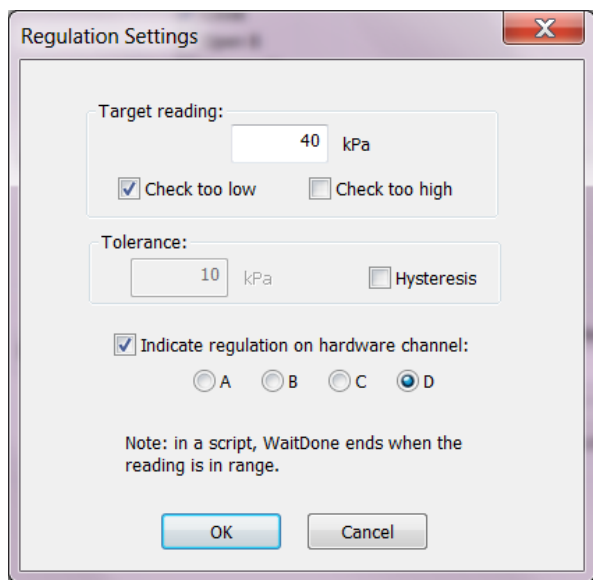 Regulation Settings
X
Target reading:
40 kPa
Check too low Check too high
Tolerance:
10 kPa Hysteresis
Indicate regulation on hardware channel:
A B C D
Note: in a script, WaitDone ends when the
reading is in range.
OK Cancel